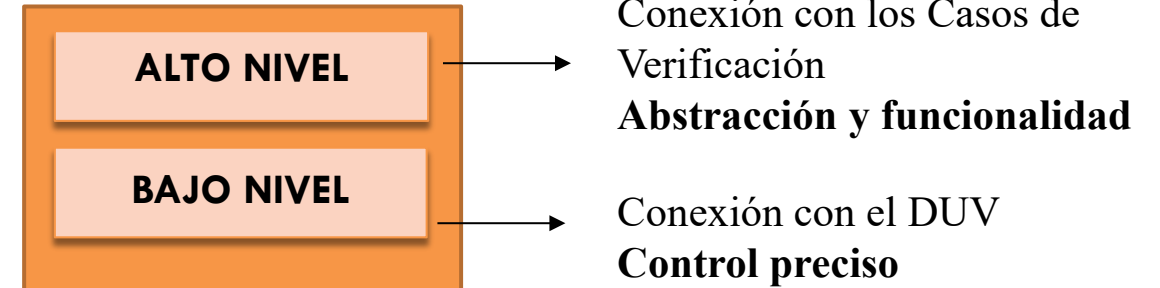 ALTO NIVEL
Conexión con los Casos de
Verificación
Abstracción y funcionalidad
BAJO NIVEL
Conexión con el DUV
Control preciso